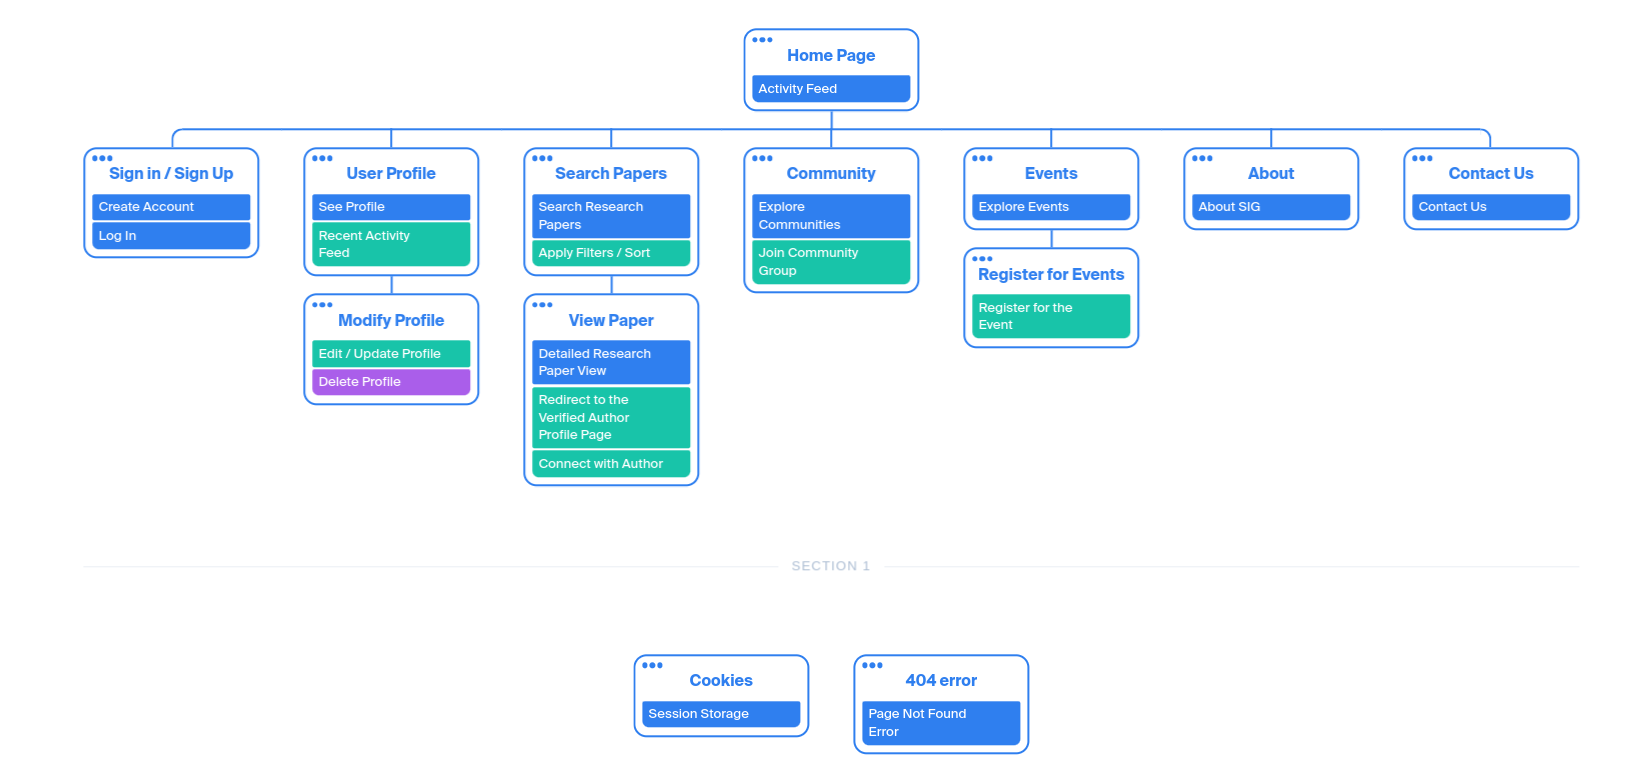 Home Page
Activity Feed
Sign in / Sign Up
Create Account
Log In
User Profile
See Profile
Recent Activity
Feed
Modify Profile
Edit / Update Profile
Delete Profile
Search Papers
Search Research
Papers
Apply Filters / Sort
View Paper
Detailed Research
Paper View
Redirect to the
Verified Author
Profile Page
Connect with Author
Community
Explore
Communities
Join Community
Group
Events
Explore Events
Register for Events
Register for the
Event
About
About SIG
Contact Us
Contact Us
SECTION 1
Cookies
Session Storage
404 error
Page Not Found
Error